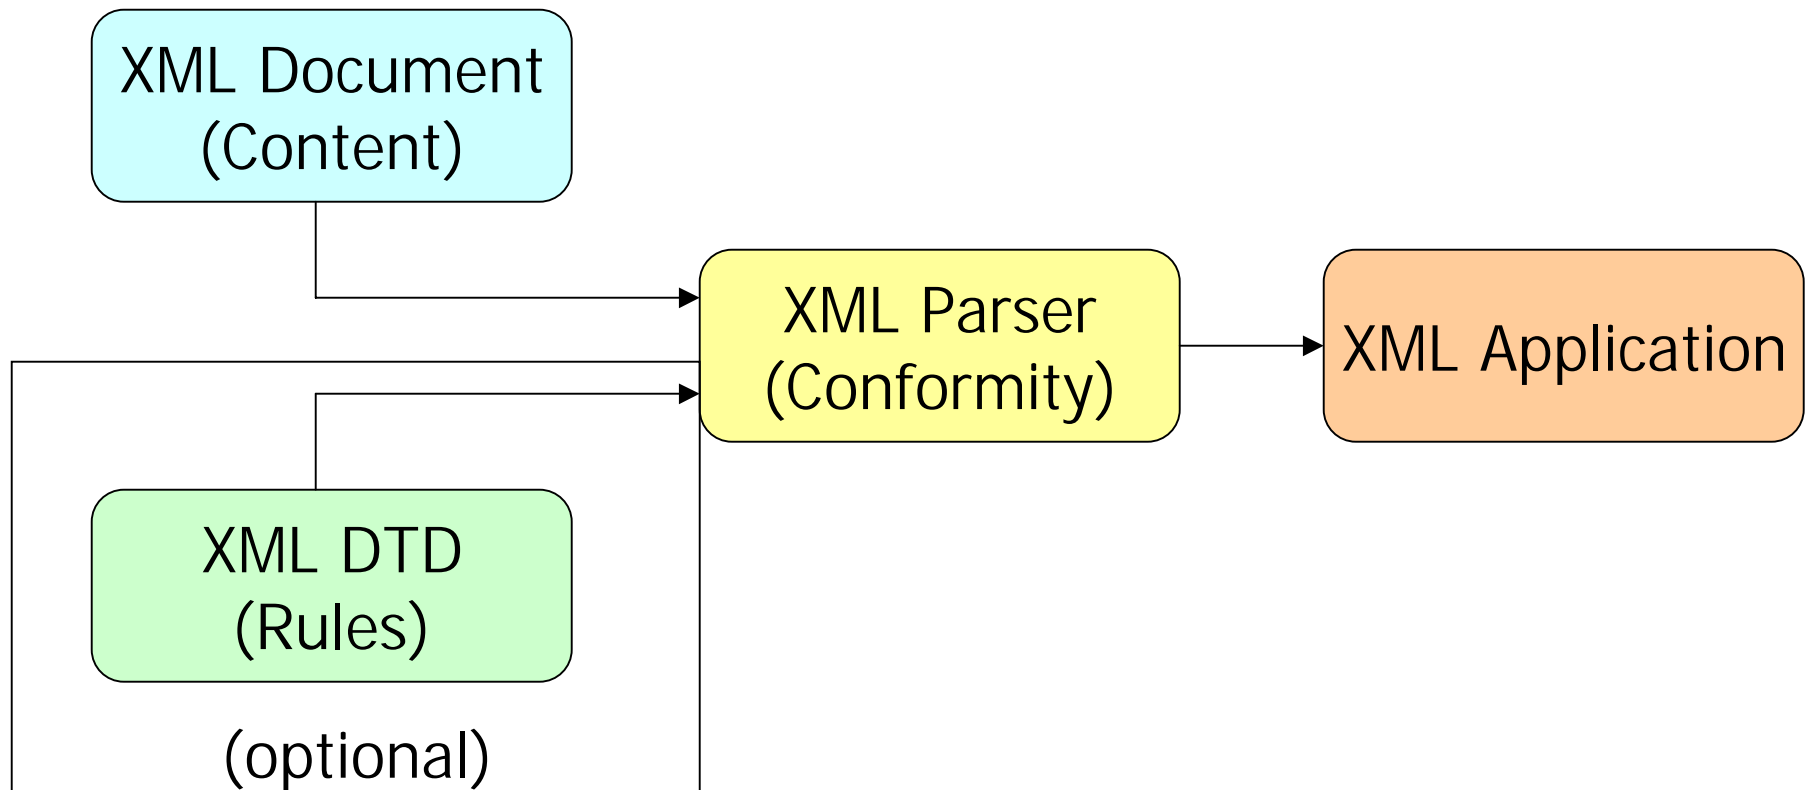 XML Document
(Content)
XML Parser
(Conformity)
XML Application
XML DTD
(Rules)
(optional)